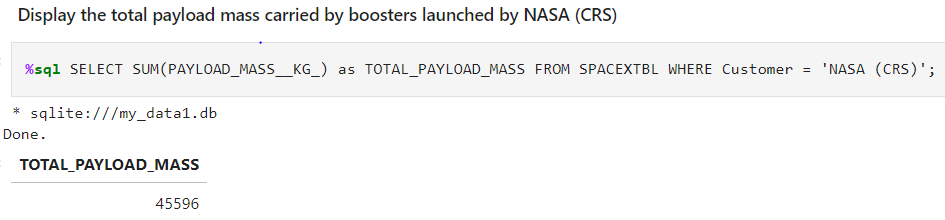 Display the total payload mass carried by boosters launched by NASA (CRS)
%sql SELECT SUM(PAYLOAD_MASS__KG_) as TOTAL_PAYLOAD_MASS FROM SPACEXTBL WHERE Customer = 'NASA (CRS)';
* sqlite:///my_data1.db
Done.
TOTAL_PAYLOAD_MASS
45596